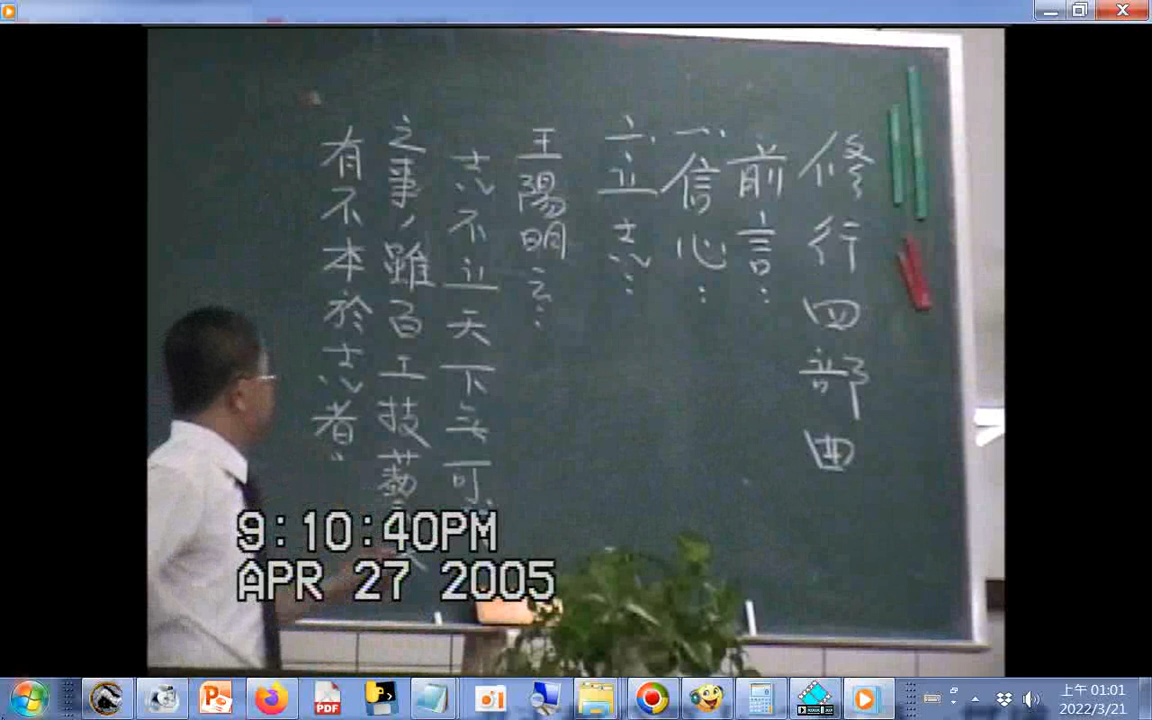 修行四部曲
前言：
一、信心：
二、立志：
王陽明云：
志不立天下無可
之事，雖百工技藝
有不本於志者。
9:10:40PM
APR 27 2005
PDF
上午 01:01
2022/3/21